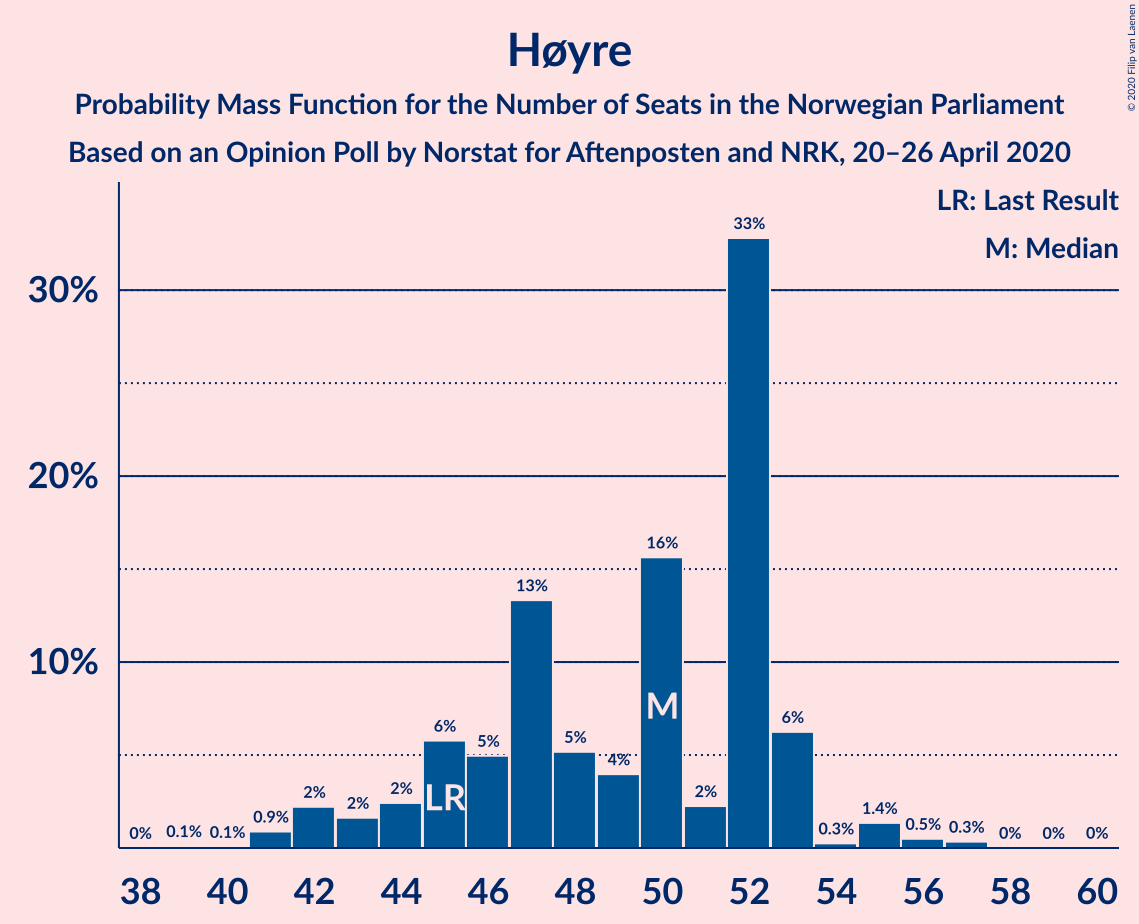 Høyre
Probability Mass Function for the Number of Seats in the Norwegian Parliament
Based on an Opinion Poll by Norstat for Aftenposten and NRK, 20–26 April 2020
© 2020 Filip van Laenen
LR: Last Result
M: Median
30%
20%
10%
0% 0.1% 0.1% 0.9% 2% 2% 2% 6% 5% 13% 5% 4% 16% 2% 33% 6% 0.3% 1.4% 0.5% 0.3% 0% 0% 0%
LR M
38 40 42 44 46 48 50 52 54 56 58 60